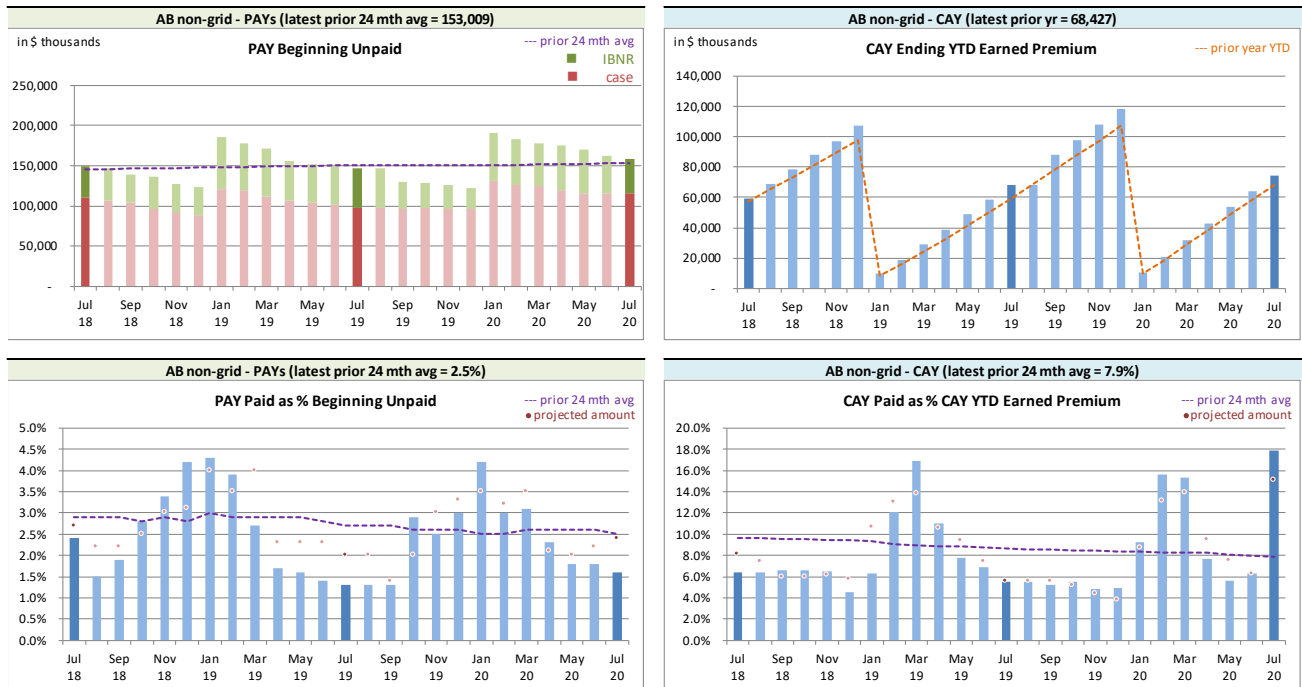 AB non-grid - PAYs (latest prior 24 mth avg = 153,009)
in $ thousands
PAY Beginning Unpaid
--- prior 24 mth avg
IBNR
case
250,000
200,000
150,000
100,000
50,000
-
Jul Sep Nov Jan Mar May Jul Sep Nov Jan Mar May Jul
18 18 18 19 19 19 19 19 19 20 20 20 20
AB non-grid - CAY (latest prior yr = 68,427)
in $ thousands
CAY Ending YTD Earned Premium
--- prior year YTD
140,000
120,000
100,000
80,000
60,000
40,000
20,000
-
Jul Sep Nov Jan Mar May Jul Sep Nov Jan Mar May Jul
18 18 18 19 19 19 19 19 19 20 20 20 20
AB non-grid - PAYs (latest prior 24 mth avg = 2.5%)
PAY Paid as % Beginning Unpaid
--- prior 24 mth avg
projected amount
5.0%
4.5%
4.0%
3.5%
3.0%
2.5%
2.0%
1.5%
1.0%
0.5%
0.0%
Jul Sep Nov Jan Mar May Jul Sep Nov Jan Mar May Jul
18 18 18 19 19 19 19 19 19 20 20 20 20
AB non-grid - CAY (latest prior 24 mth avg = 7.9%)
CAY Paid as % CAY YTD Earned Premium
--- prior 24 mth avg
projected amount
20.0%
18.0%
16.0%
14.0%
12.0%
10.0%
8.0%
6.0%
4.0%
2.0%
0.0%
Jul Sep Nov Jan Mar May Jul Sep Nov Jan Mar May Jul
18 18 18 19 19 19 19 19 19 20 20 20 20